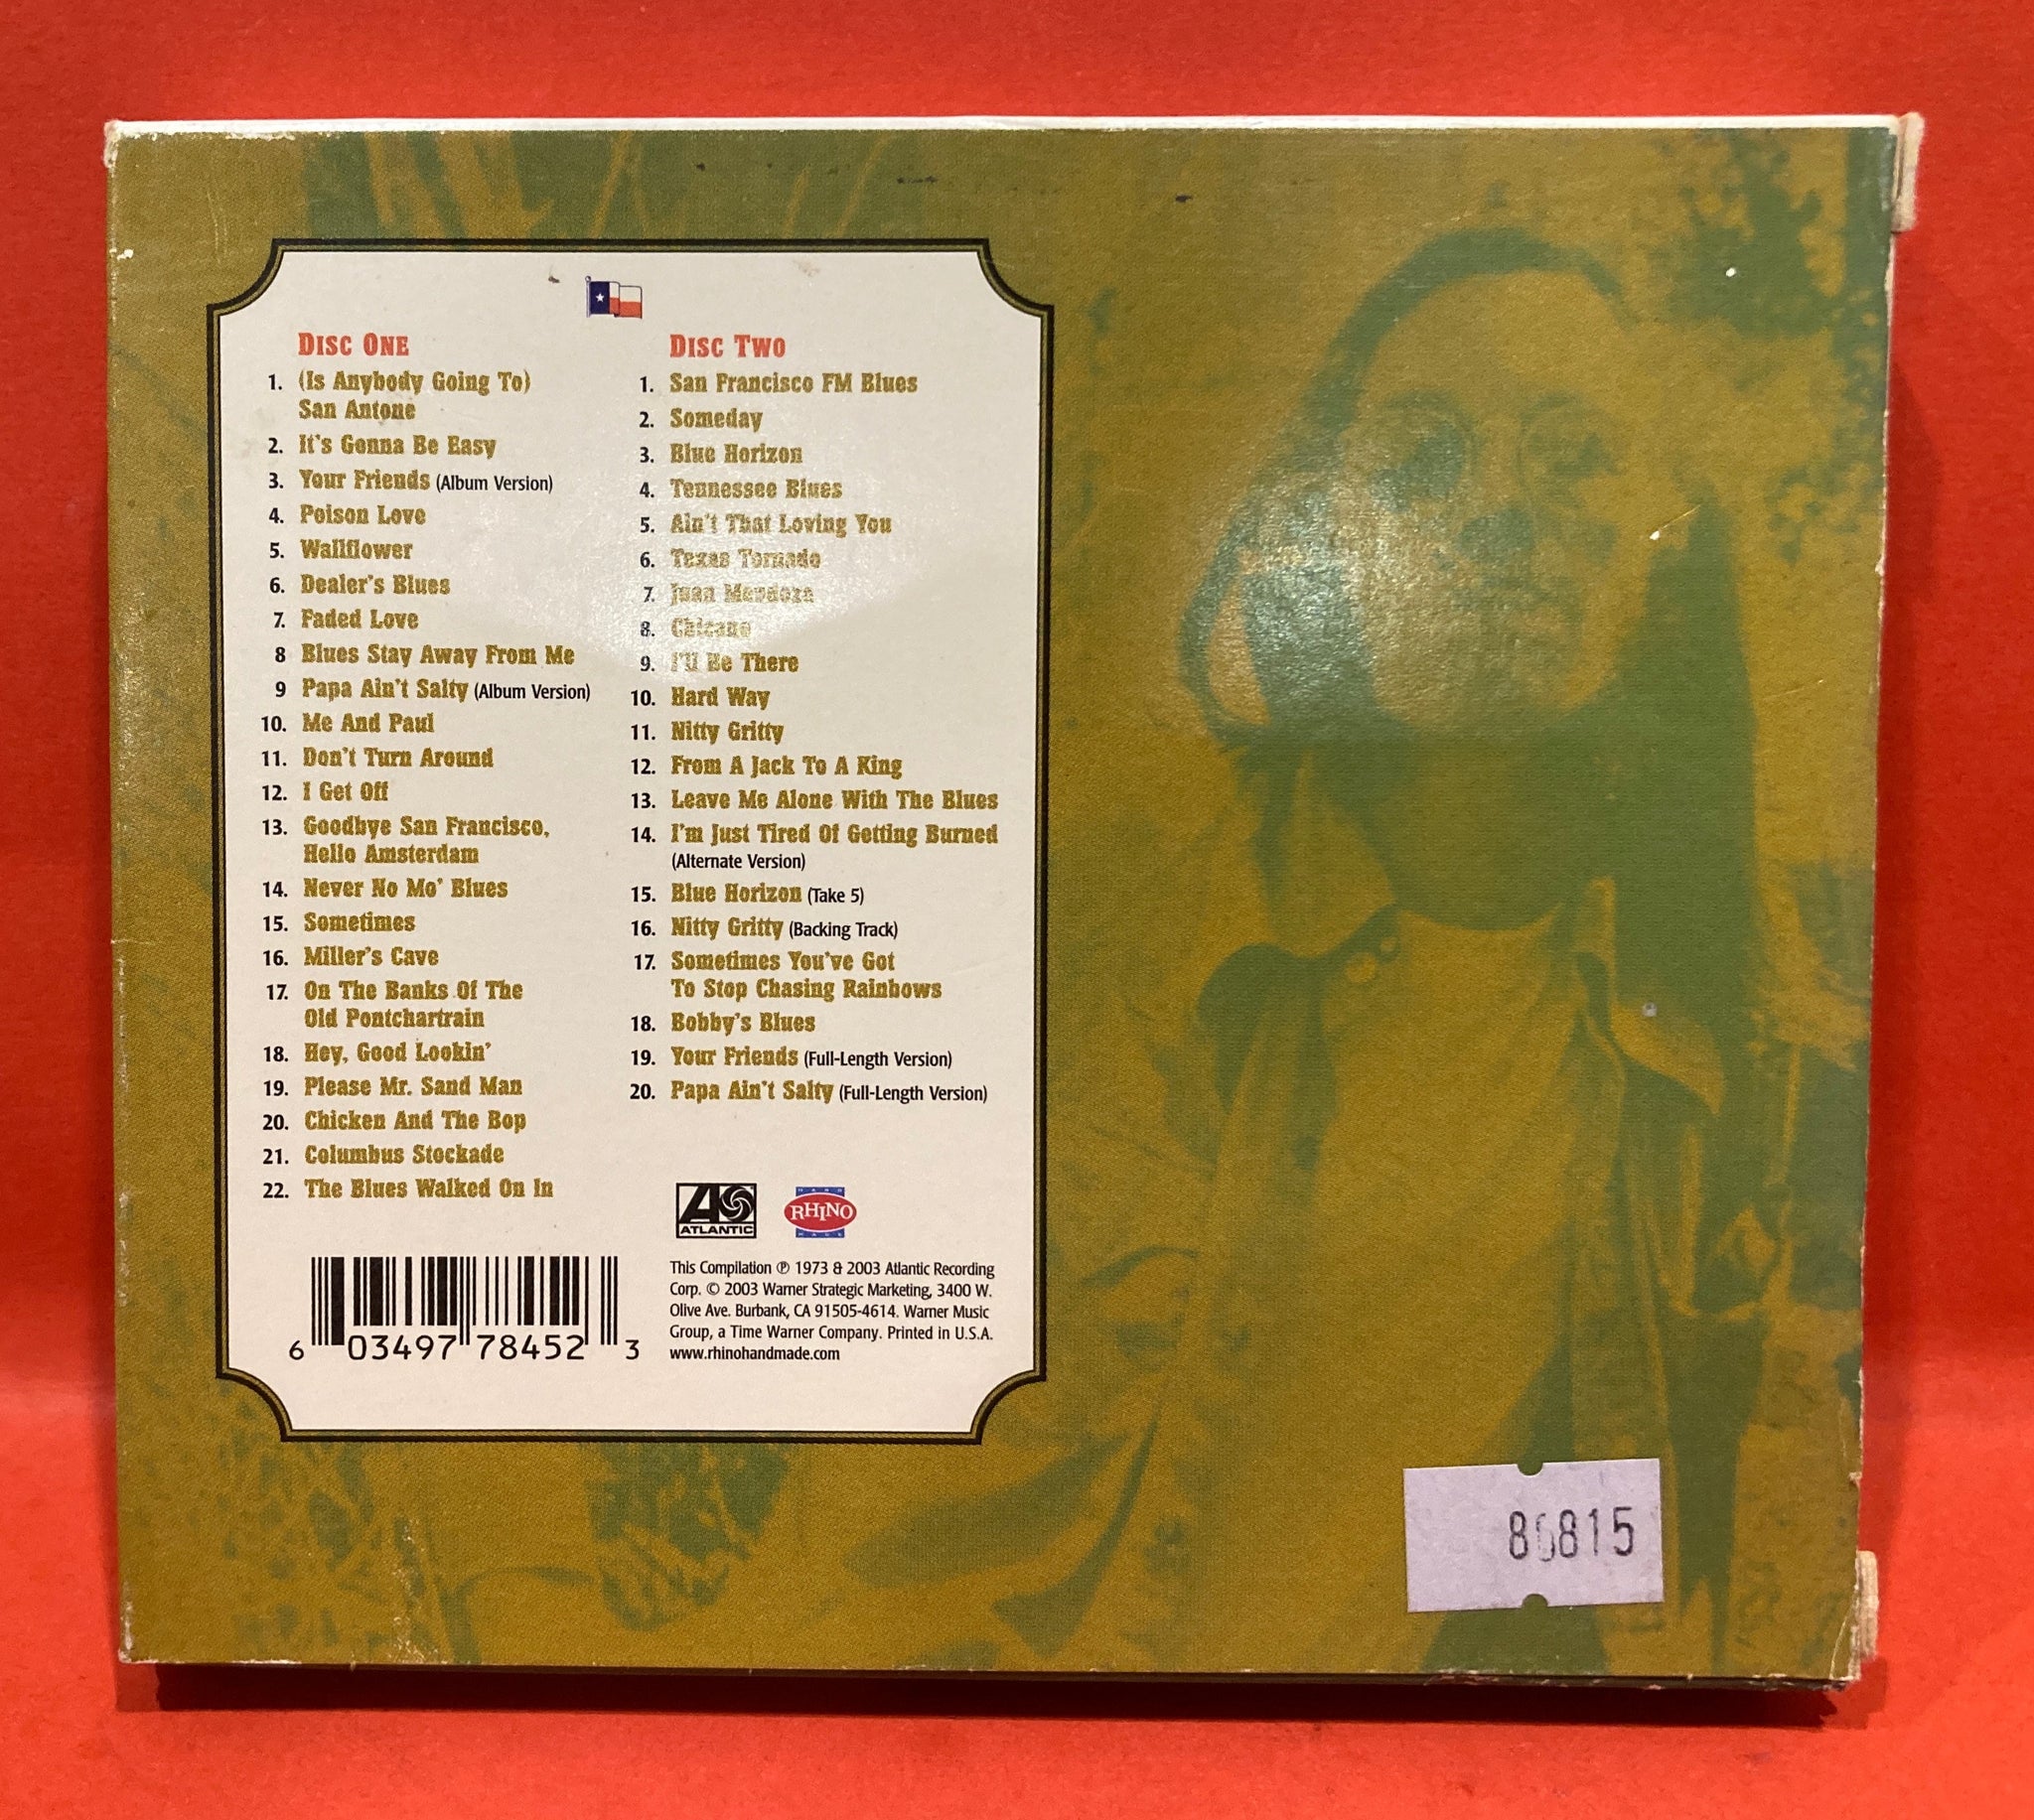 Disc One
1. (Is Anybody Going To)
San Antone
2. It's Gonna Be Easy
3. Your Friends (Album Version)
4. Poison Love
5. Wallflower
6. Dealer's Blues
7. Faded Love
8 Blues Stay Away From Me
9 Papa Ain't Salty (Album Version)
10. Me And Paul
11. Don't Turn Around
12. I Get Off
13. Goodbye San Francisco,
Hello Amsterdam
14. Never No Mo' Blues
15. Sometimes
16. Miller's Cave
17. On The Banks Of The
Old Pontchartrain
18. Hey, Good Lookin'
19. Please Mr. Sand Man
20. Chicken And The Bop
21. Columbus Stockade
22. The Blues Walked On In
Disc Two
1. San Francisco FM Blues
2. Someday
3. Blue Horizon
4. Tennessee Blues
5. Ain't That Loving You
6. Texas Tornado
7. Juan Mendoza
8. Chicano
9. I'll Be There
10. Hard Way
11. Nitty Gritty
12. From A Jack To A King
13. Leave Me Alone With The Blues
14. I'm Just Tired Of Getting Burned
(Alternate Version)
15. Blue Horizon (Take 5)
16. Nitty Gritty (Backing Track)
17. Sometimes You've Got
To Stop Chasing Rainbows
18. Bobby's Blues
19. Your Friends (Full-Length Version)
20. Papa Ain't Salty (Full-Length Version)
ATLANTIC
HAND
RHINO
MADE
This Compilation ℗ 1973 & 2003 Atlantic Recording
Corp. © 2003 Warner Strategic Marketing, 3400 W.
Olive Ave. Burbank, CA 91505-4614. Warner Music
Group, a Time Warner Company. Printed in U.S.A.
www.rhinohandmade.com
6 03497 78452 3